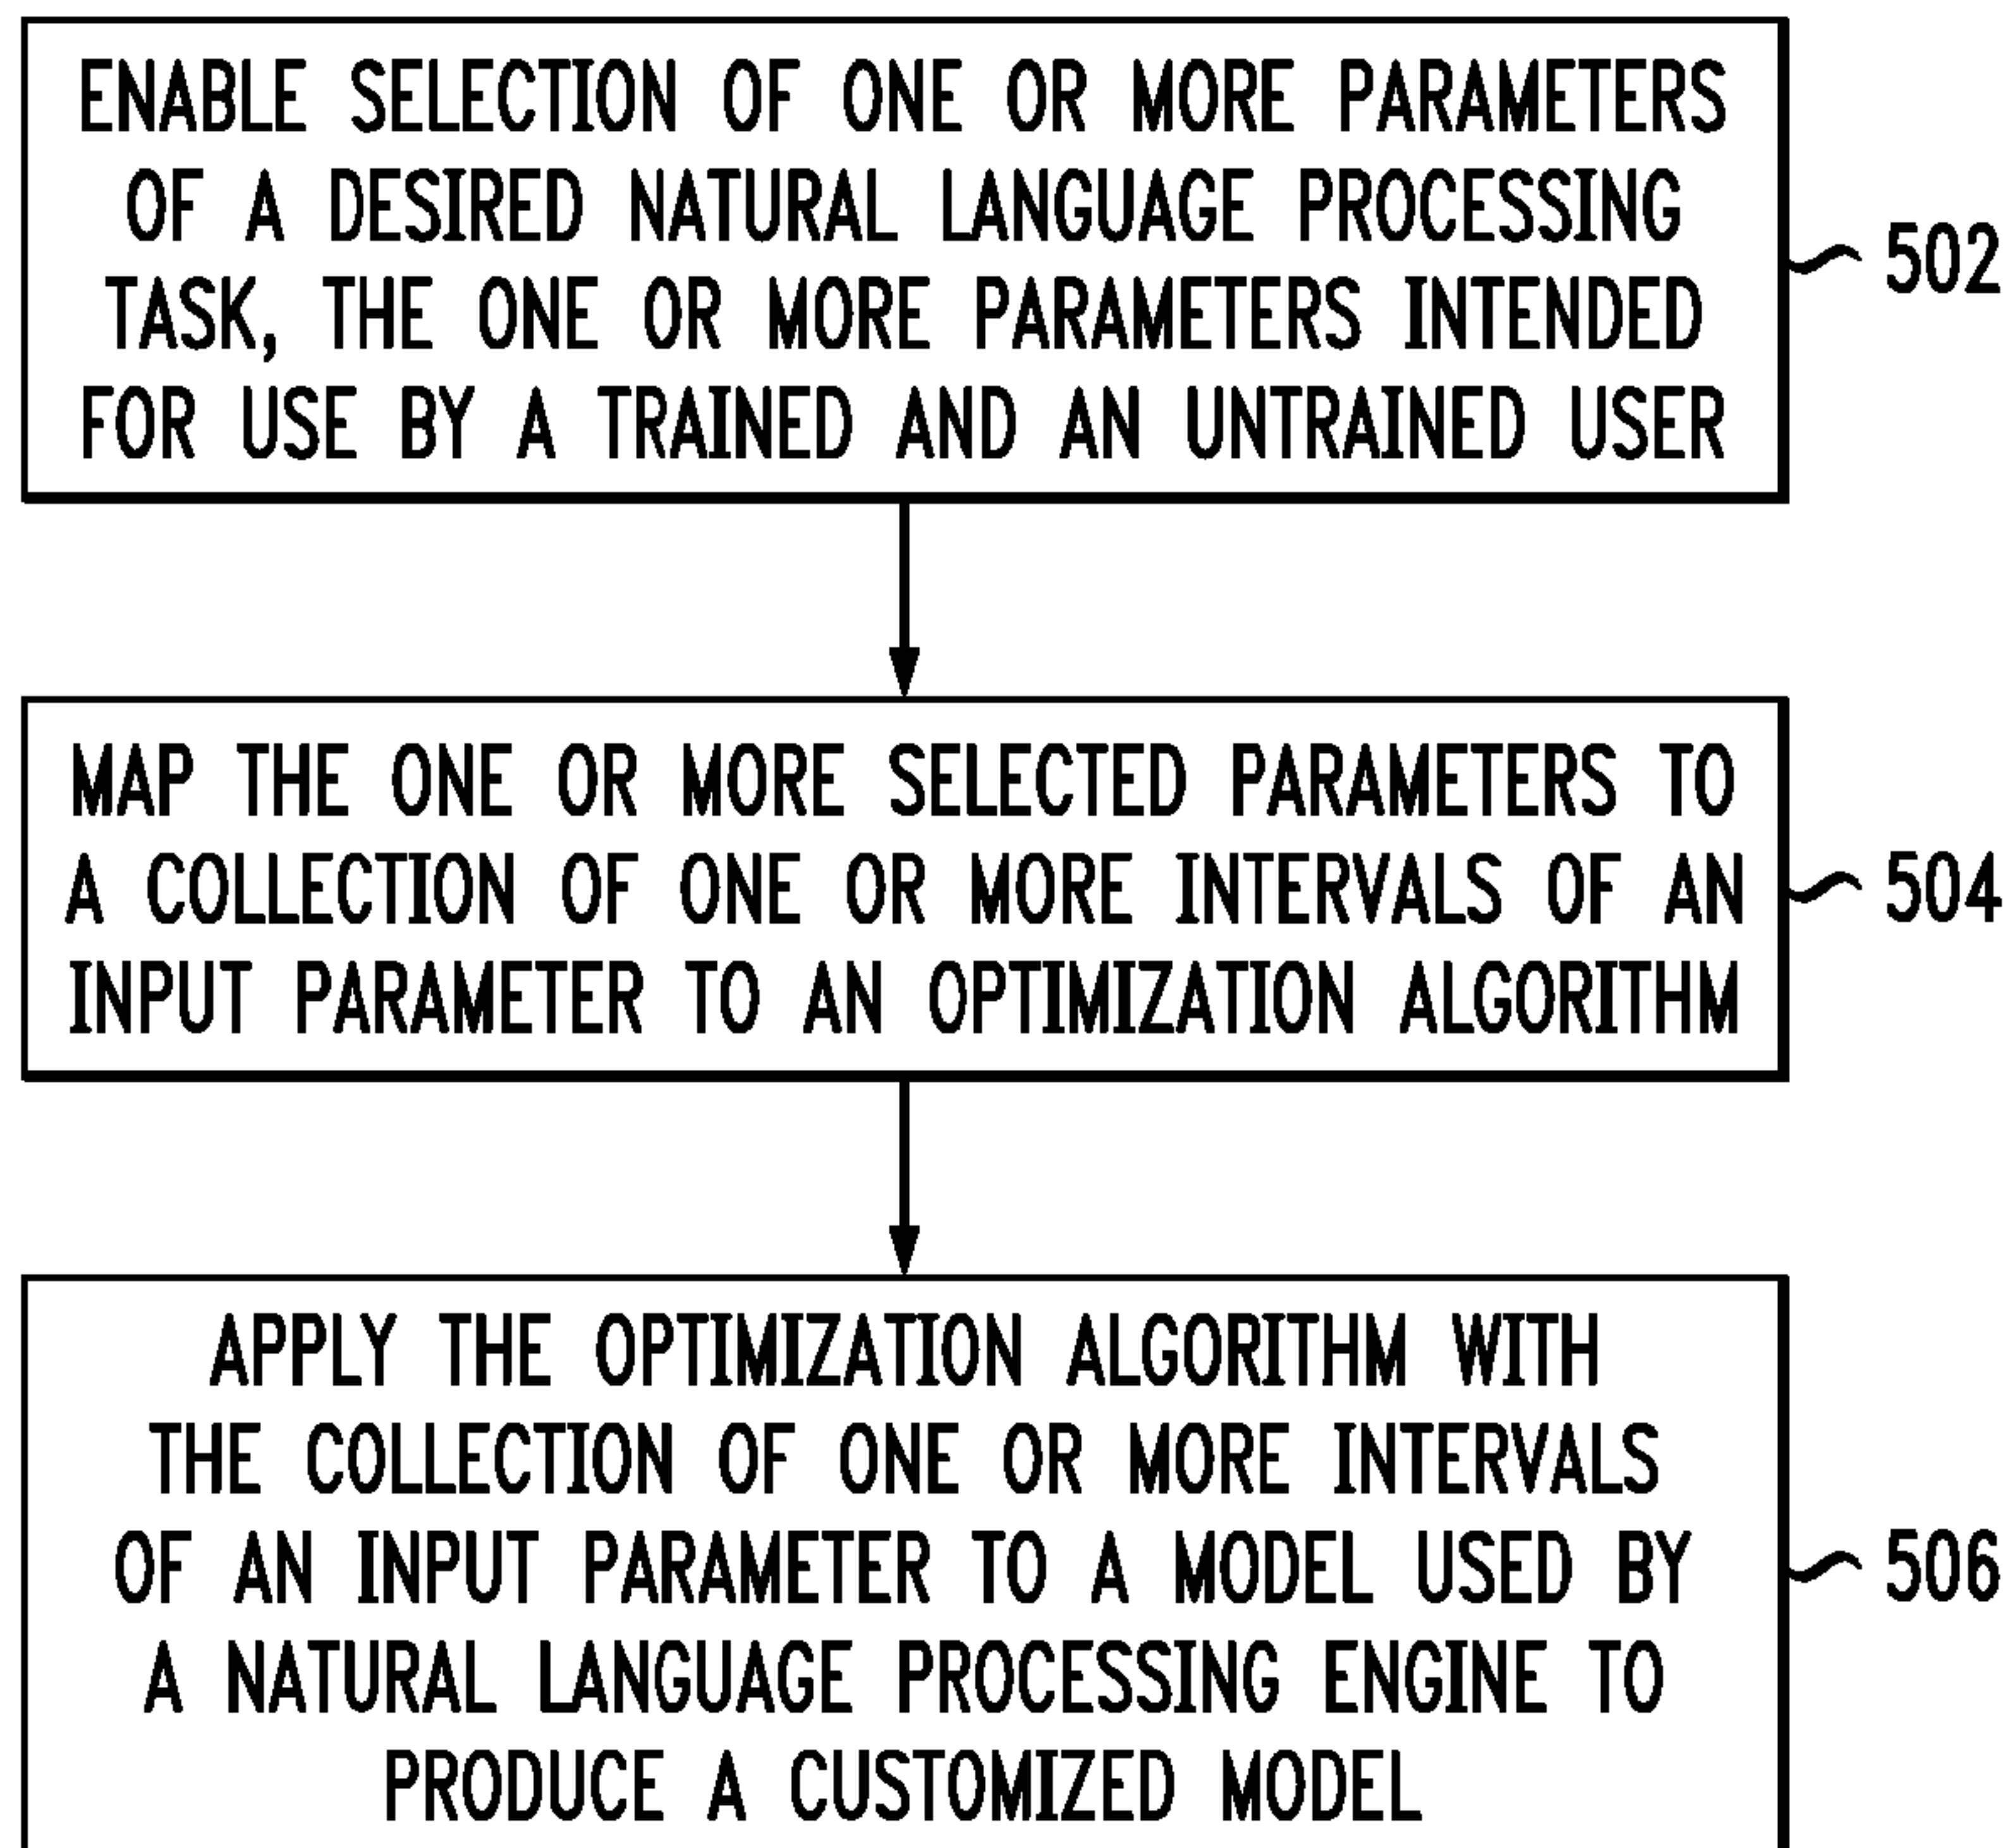 ENABLE SELECTION OF ONE OR MORE PARAMETERS
OF A DESIRED NATURAL LANGUAGE PROCESSING
TASK, THE ONE OR MORE PARAMETERS INTENDED
FOR USE BY A TRAINED AND AN UNTRAINED USER
502
MAP THE ONE OR MORE SELECTED PARAMETERS TO
A COLLECTION OF ONE OR MORE INTERVALS OF AN
INPUT PARAMETER TO AN OPTIMIZATION ALGORITHM
504
APPLY THE OPTIMIZATION ALGORITHM WITH
THE COLLECTION OF ONE OR MORE INTERVALS
OF AN INPUT PARAMETER TO A MODEL USED BY
A NATURAL LANGUAGE PROCESSING ENGINE TO
PRODUCE A CUSTOMIZED MODEL
506